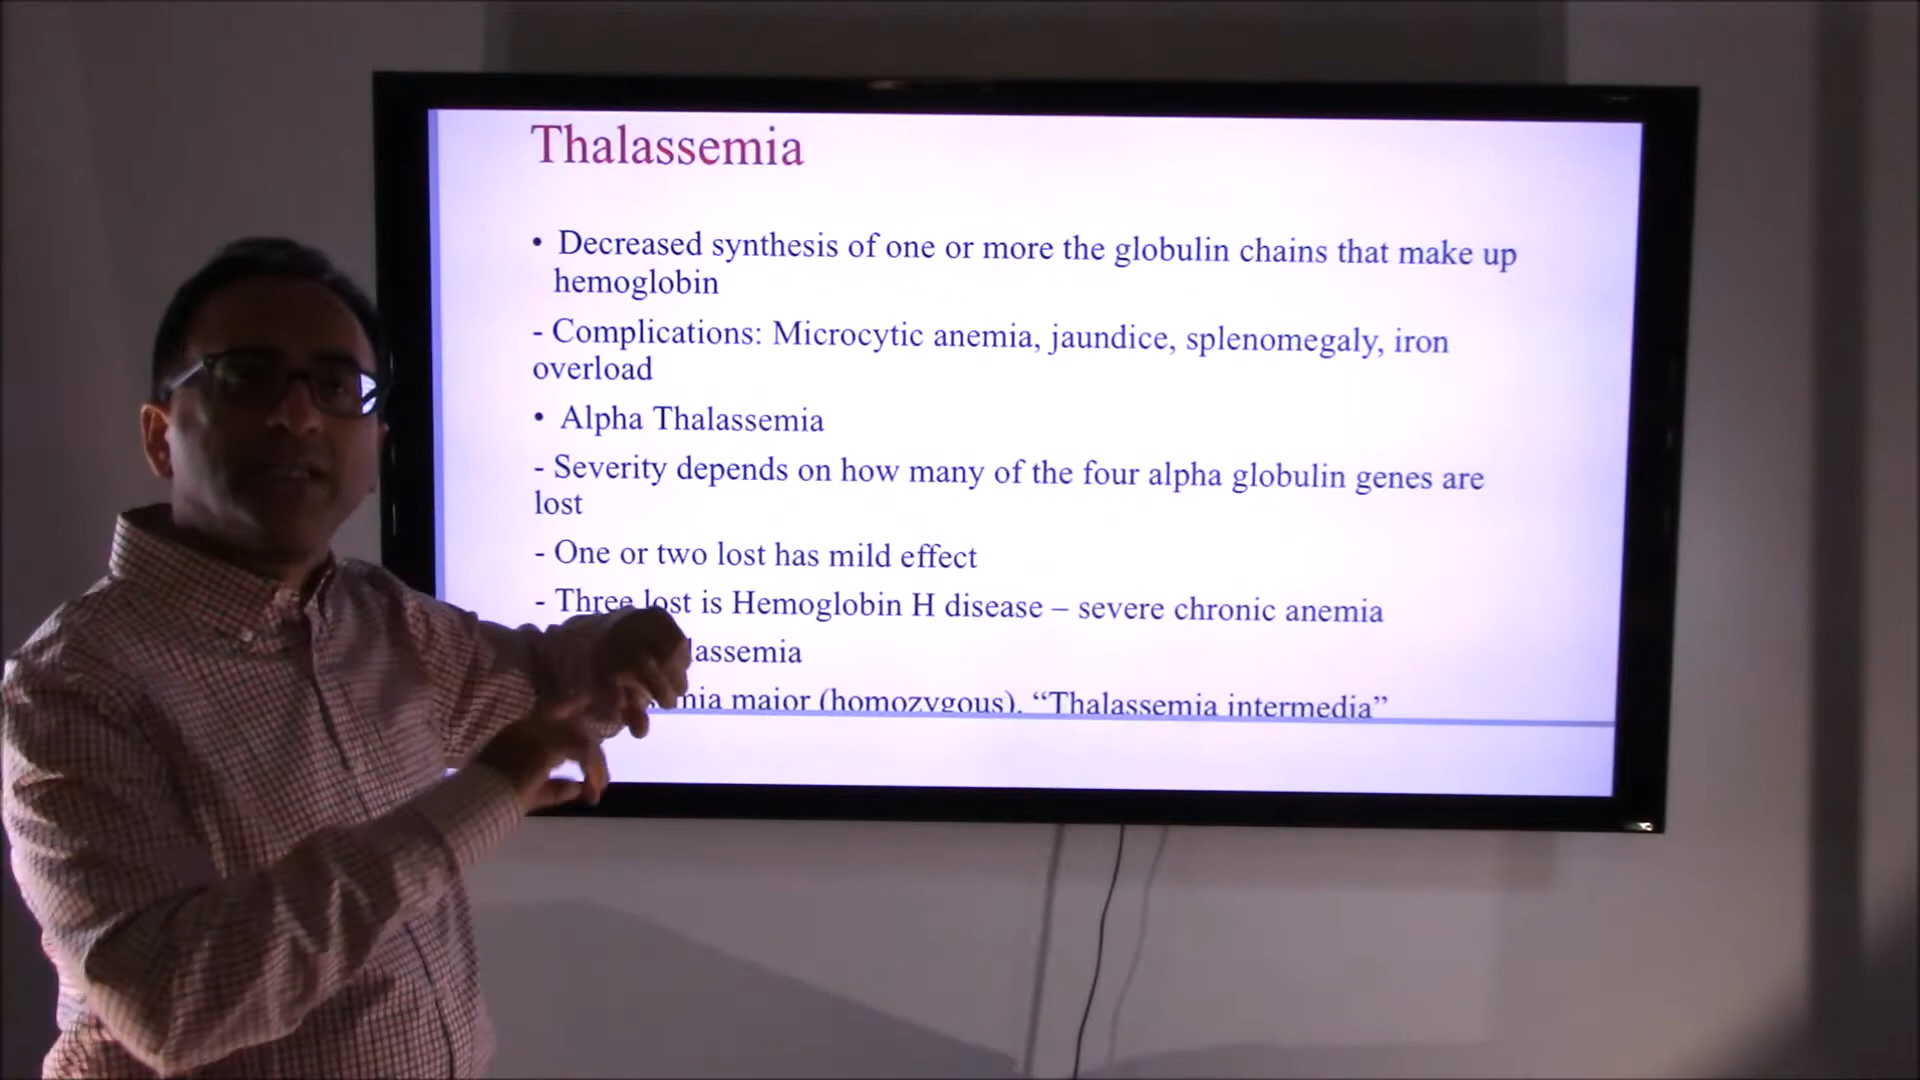 Thalassemia
• Decreased synthesis of one or more the globulin chains that make up
hemoglobin
- Complications: Microcytic anemia, jaundice, splenomegaly, iron
overload
• Alpha Thalassemia
- Severity depends on how many of the four alpha globulin genes are
lost
- One or two lost has mild effect
- Three lost is Hemoglobin H disease – severe chronic anemia
major (homozygous). “Thalassemia intermedia”